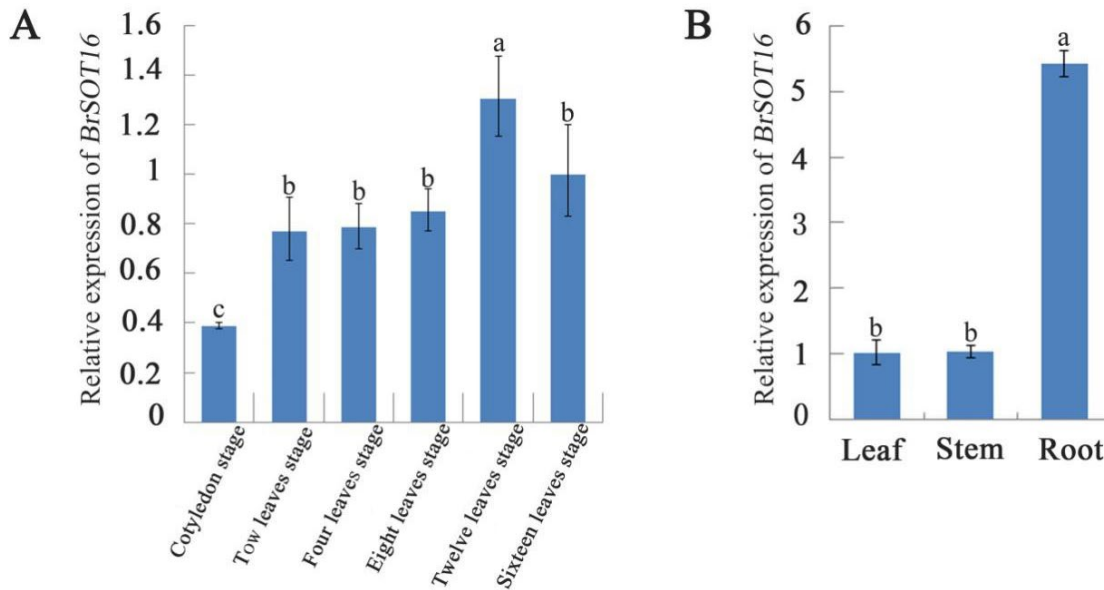 A
Relative expression of BrSOT16
1.6
1.4
1.2
1
0.8
0.6
0.4
0.2
0
c
b
b
b
a
b
Cotyledon stage
Tow leaves stage
Four leaves stage
Eight leaves stage
Twelve leaves stage
Sixteen leaves stage
B
Relative expression of BrSOT16
6
5
4
3
2
1
0
b
b
a
Leaf
Stem
Root